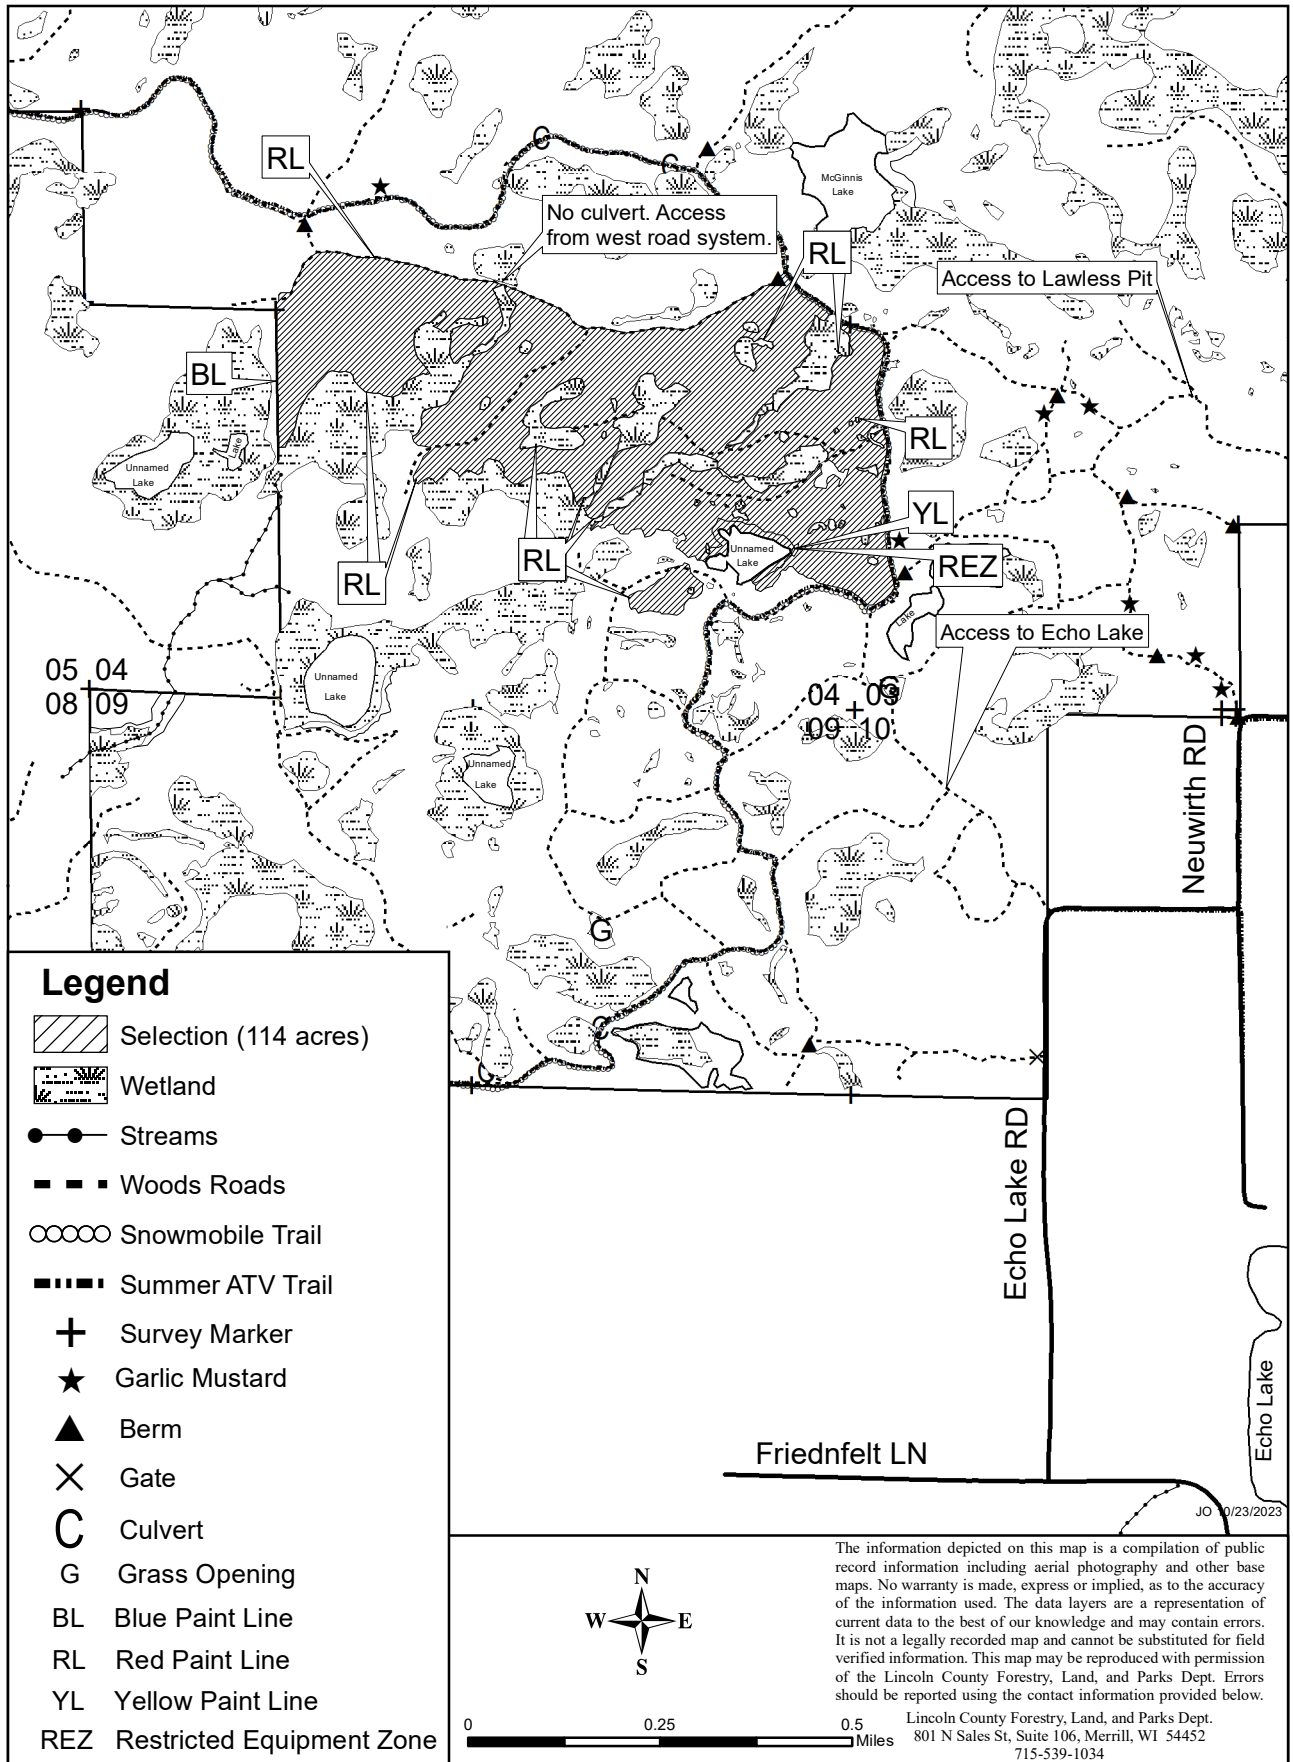 McGinnis
Lake
RL
No culvert. Access
from west road system.
RL
Access to Lawless Pit
BL
RL
Lake
Unnamed
Lake
YL
Unnamed
Lake
RL
REZ
RL
Lake
Access to Echo Lake
05 04
08 09
Unnamed
Lake
04 03
09 10
G
Unnamed
Lake
Neuwirth RD
G
C
C
C
C
Echo Lake RD
Echo Lake
Friednfelt LN
JO 10/23/2023
Legend
Selection (114 acres)
Wetland
Streams
Woods Roads
Snowmobile Trail
Summer ATV Trail
Survey Marker
Garlic Mustard
Berm
Gate
C Culvert
G Grass Opening
BL Blue Paint Line
RL Red Paint Line
YL Yellow Paint Line
REZ Restricted Equipment Zone
N
W E
S
0 0.25 0.5
Miles
The information depicted on this map is a compilation of public
record information including aerial photography and other base
maps. No warranty is made, express or implied, as to the accuracy
of the information used. The data layers are a representation of
current data to the best of our knowledge and may contain errors.
It is not a legally recorded map and cannot be substituted for field
verified information. This map may be reproduced with permission
of the Lincoln County Forestry, Land, and Parks Dept. Errors
should be reported using the contact information provided below.
Lincoln County Forestry, Land, and Parks Dept.
801 N Sales St, Suite 106, Merrill, WI 54452
715-539-1034